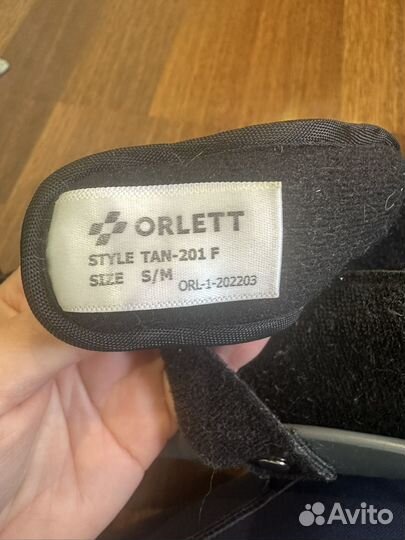 ORLETT
STYLE TAN-201 F
SIZE S/M
ORL-1-202203
Avito